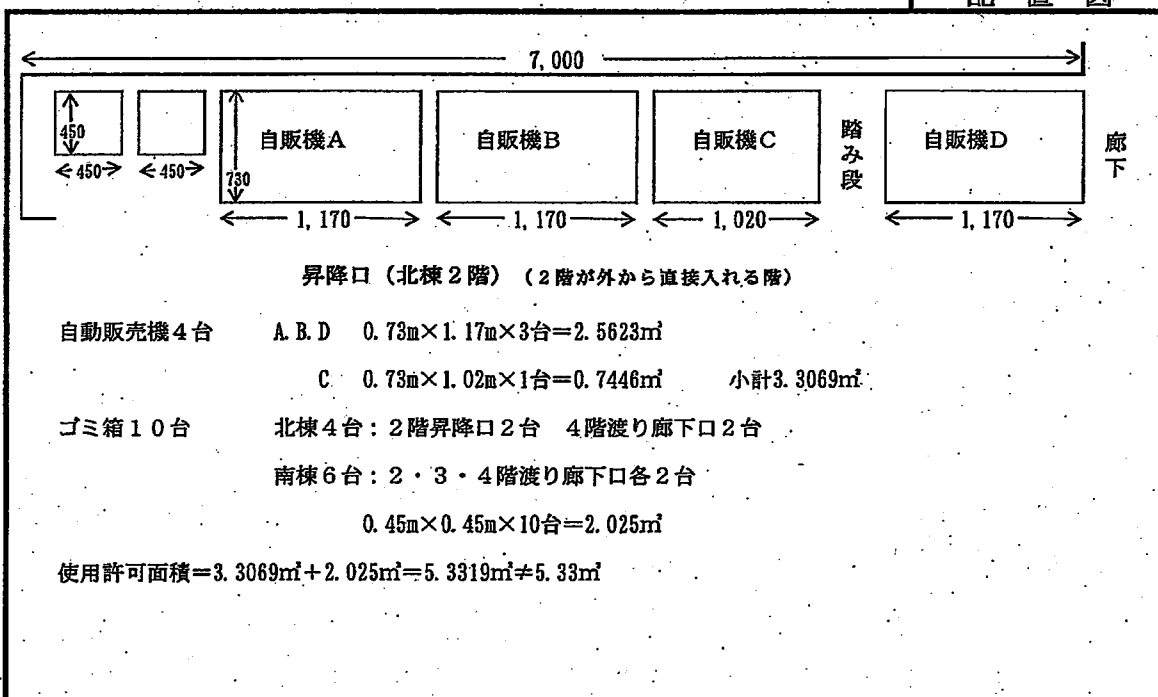 配置図
7,000
450
450
450
自販機A
自販機B
自販機C
踏み段
自販機D
廊下
730
1,170
1,170
1,020
1,170
昇降口(北棟2階)(2階が外から直接入れる階)
自動販売機4台 A.B.D 0.73m×1.17m×3台=2.5623㎡
C 0.73m×1.02m×1台=0.7446㎡ 小計3.3069㎡
ゴミ箱10台 北棟4台:2階昇降口2台 4階渡り廊下口2台
南棟6台:2・3・4階渡り廊下口各2台
0.45m×0.45m×10台=2.025㎡
使用許可面積=3.3069㎡+2.025㎡=5.3319㎡≠5.33㎡